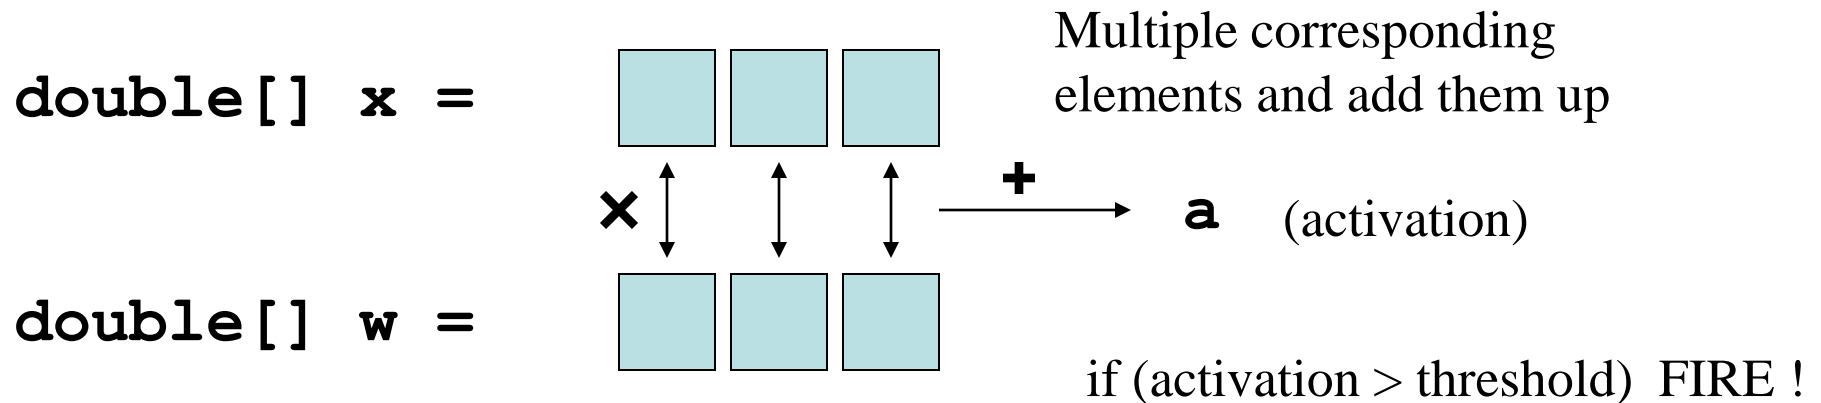 Multiple corresponding
elements and add them up
double[] x =
×
+
a (activation)
double[] w =
if (activation > threshold) FIRE !